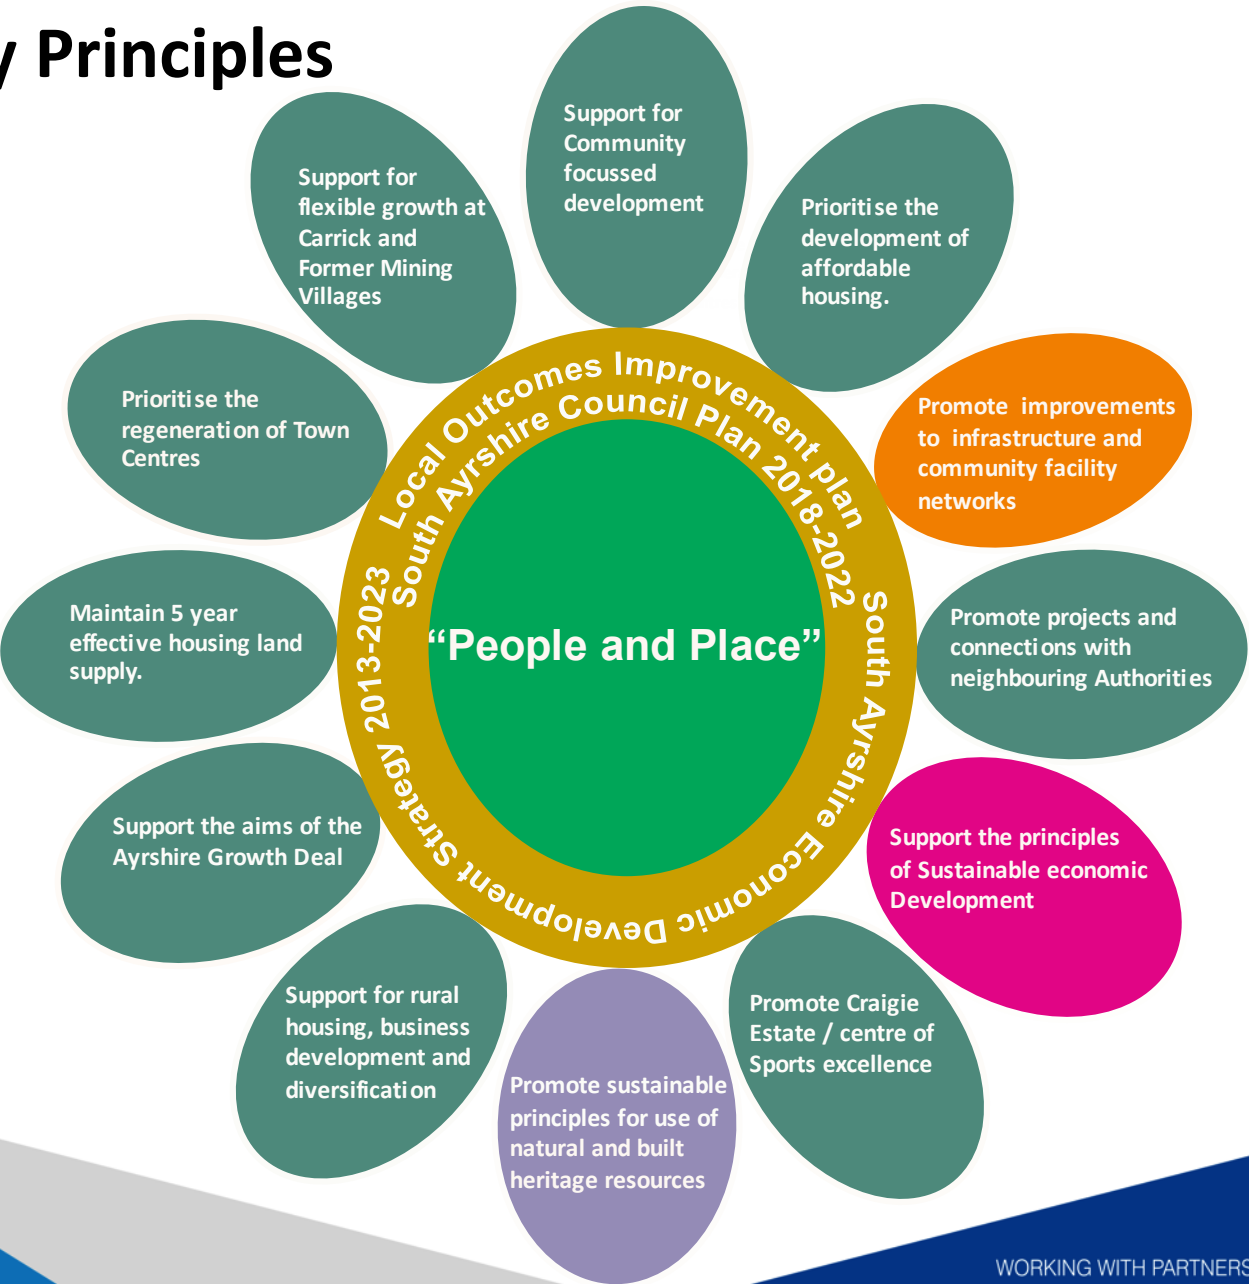 y Principles
Support for
Community
focussed
development
Prioritise the
development of
affordable
housing.
Promote improvements
to infrastructure and
community facility
networks
Promote projects and
connections with
neighbouring Authorities
Support the principles
of Sustainable economic
Development
Promote Craigie
Estate / centre of
Sports excellence
Promote sustainable
principles for use of
natural and built
heritage resources
Support for rural
housing, business
development and
diversification
Support the aims of the
Ayrshire Growth Deal
Maintain 5 year
effective housing land
supply.
Prioritise the
regeneration of Town
Centres
Support for
flexible growth at
Carrick and
Former Mining
Villages
Local Outcomes Improvement plan
South Ayrshire Council Plan 2018-2022
South Ayrshire Economic Development Strategy 2013-2023
“People and Place”
WORKING WITH PARTNERS